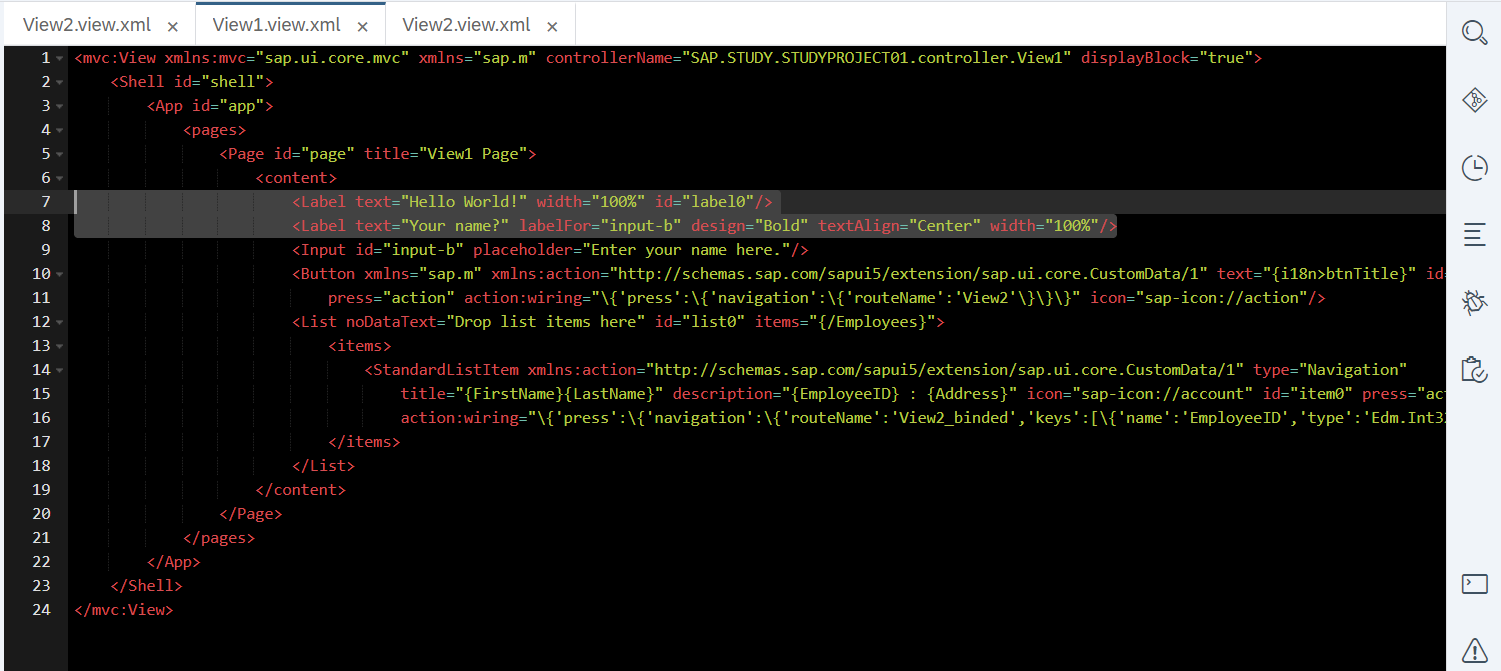 View2.view.xml × View1.view.xml × View2.view.xml ×
1 <mvc:View xmlns:mvc="sap.ui.core.mvc" xmlns="sap.m" controllerName="SAP.STUDY.STUDYPROJECT01.controller.View1" displayBlock="true">
2 <Shell id="shell">
3 <App id="app">
4 <pages>
5 <Page id="page" title="View1 Page">
6 <content>
7 <Label text="Hello World!" width="100%" id="label0"/>
8 <Label text="Your name?" labelFor="input-b" design="Bold" textAlign="Center" width="100%"/>
9 <Input id="input-b" placeholder="Enter your name here."/>
10 <Button xmlns="sap.m" xmlns:action="http://schemas.sap.com/sapui5/extension/sap.ui.core.CustomData/1" text="{i18n>btnTitle}" id=
11 press="action" action:wiring="\{'press':\{'navigation':\{'routeName':'View2'\}\}\}" icon="sap-icon://action"/>
12 <List noDataText="Drop list items here" id="list0" items="{/Employees}">
13 <items>
14 <StandardListItem xmlns:action="http://schemas.sap.com/sapui5/extension/sap.ui.core.CustomData/1" type="Navigation"
15 title="{FirstName}{LastName}" description="{EmployeeID} : {Address}" icon="sap-icon://account" id="item0" press="act
16 action:wiring="\{'press':\{'navigation':\{'routeName':'View2_binded','keys':[\{'name':'EmployeeID','type':'Edm.Int32
17 </items>
18 </List>
19 </content>
20 </Page>
21 </pages>
22 </App>
23 </Shell>
24 </mvc:View>